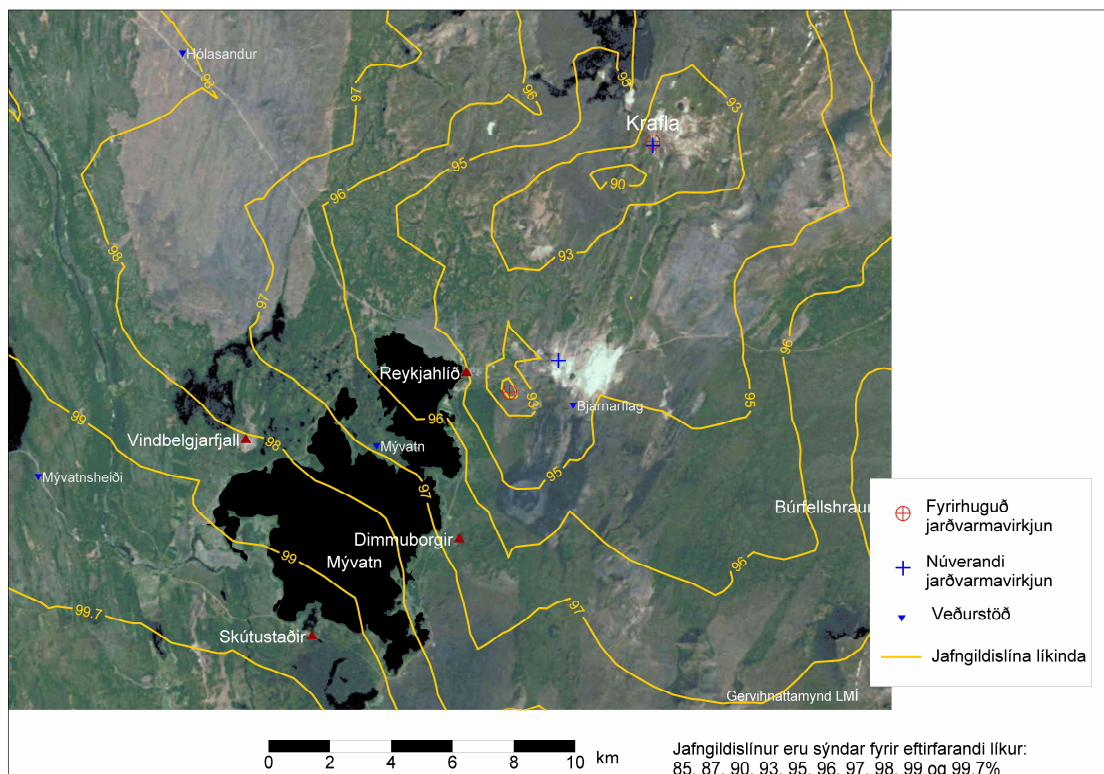 Hólasandur
98
97
96
95
93
Krafla
96
95
90
96
93
98
97
96
95
Reykjahlíð
93
Bjarnarflag
96
99
Vindbelgjarfjall
98
Mývatn
95
Mývatnsheiði
97
Búrfellshraun
Dimmuborgir
99
Mývatn
96
99.7
97
Skútustaðir
Gervihnattamynd LMÍ
Fyrirhuguð
jarðvarmavirkjun
Núverandi
jarðvarmavirkjun
Veðurstöð
Jafngildislína líkinda
0 2 4 6 8 10 km
Jafngildislínur eru sýndar fyrir eftirfarandi líkur:
85, 87, 90, 93, 95, 96, 97, 98, 99 og 99.7%